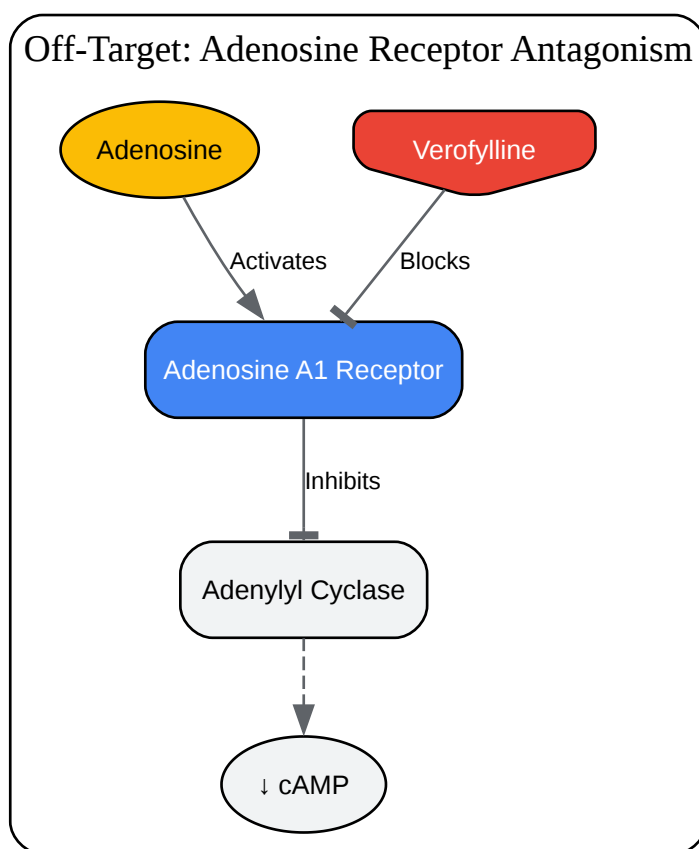 Off-Target: Adenosine Receptor Antagonism
Adenosine
Verofylline
Activates
Blocks
Adenosine A1 Receptor
Inhibits
Adenylyl Cyclase
↓ cAMP